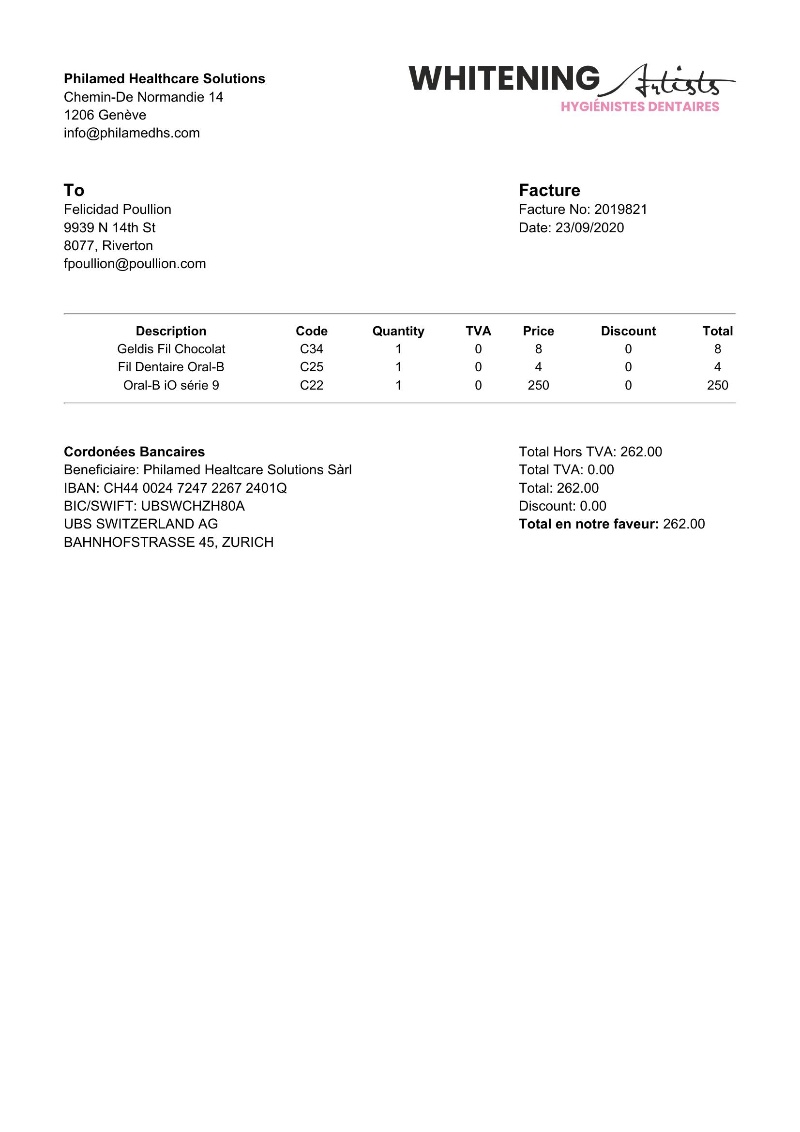 Philamed Healthcare Solutions
Chemin-De Normandie 14
1206 Genève
info@philamedhs.com
WHITENING Artists
HYGIÉNISTES DENTAIRES
To
Felicidad Poullion
9939 N 14th St
8077, Riverton
fpoullion@poullion.com
Facture
Facture No: 2019821
Date: 23/09/2020
Description Code Quantity TVA Price Discount Total
Geldis Fil Chocolat C34 1 0 8 0 8
Fil Dentaire Oral-B C25 1 0 4 0 4
Oral-B iO série 9 C22 1 0 250 0 250
Cordonées Bancaires
Beneficiaire: Philamed Healtcare Solutions Sàrl
IBAN: CH44 0024 7247 2267 2401Q
BIC/SWIFT: UBSWCHZH80A
UBS SWITZERLAND AG
BAHNHOFSTRASSE 45, ZURICH
Total Hors TVA: 262.00
Total TVA: 0.00
Total: 262.00
Discount: 0.00
Total en notre faveur: 262.00